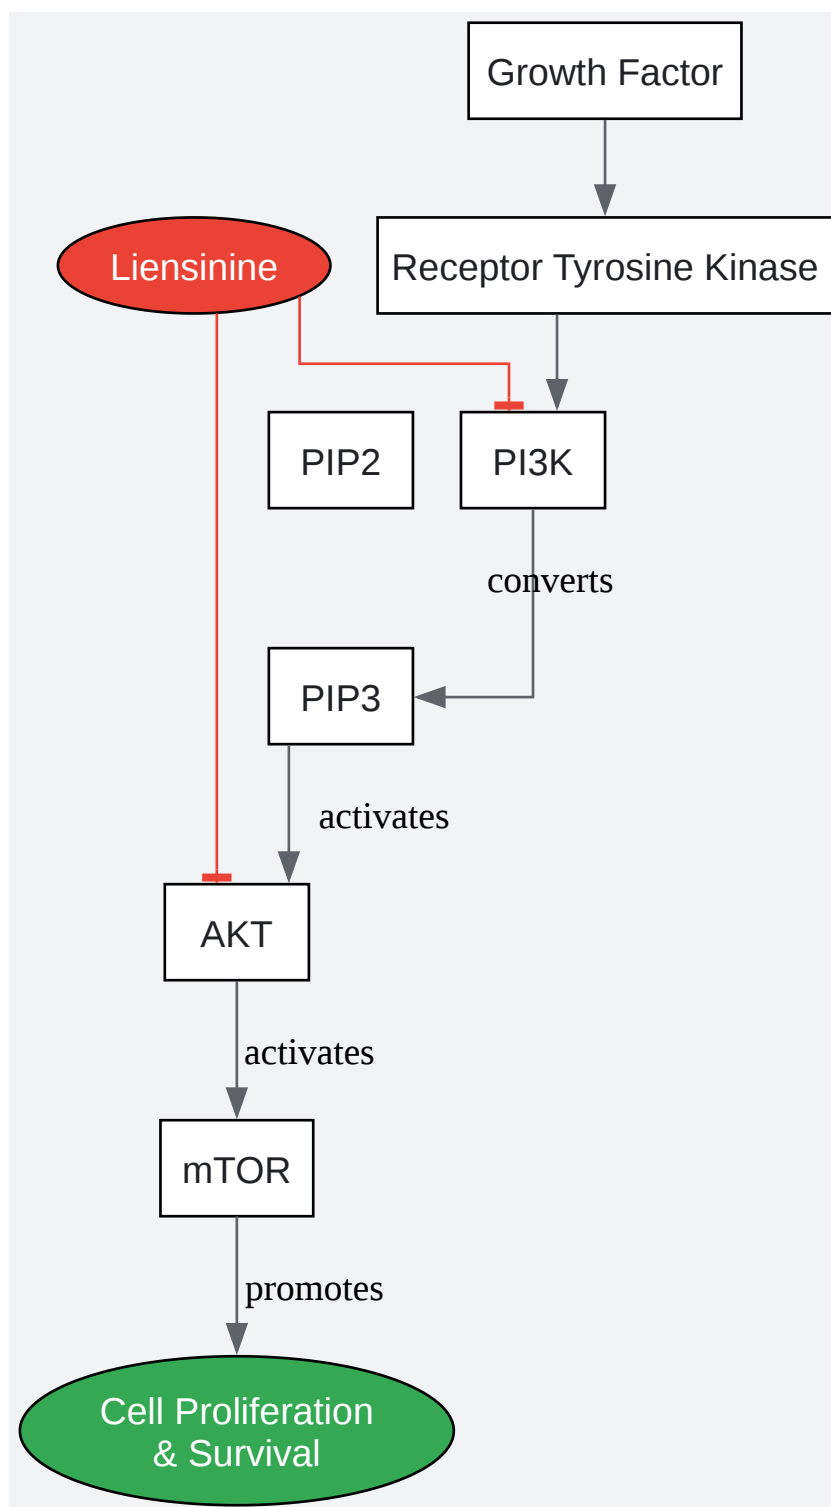 Growth Factor
Liensinine
Receptor Tyrosine Kinase
PIP2
PI3K
converts
PIP3
activates
AKT
activates
mTOR
promotes
Cell Proliferation
& Survival